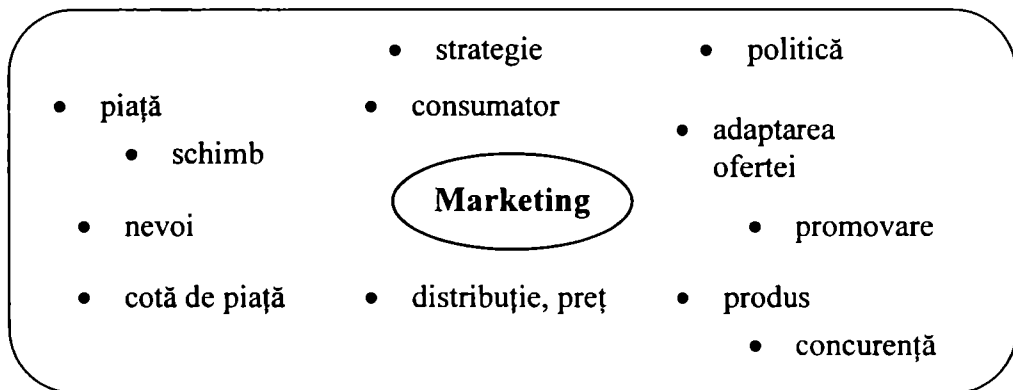 • strategie
• politică
• piață
• consumator
• schimb
• adaptarea
ofertei
Marketing
• nevoi
• promovare
• cotă de piață
• distribuție, preț
• produs
• concurență